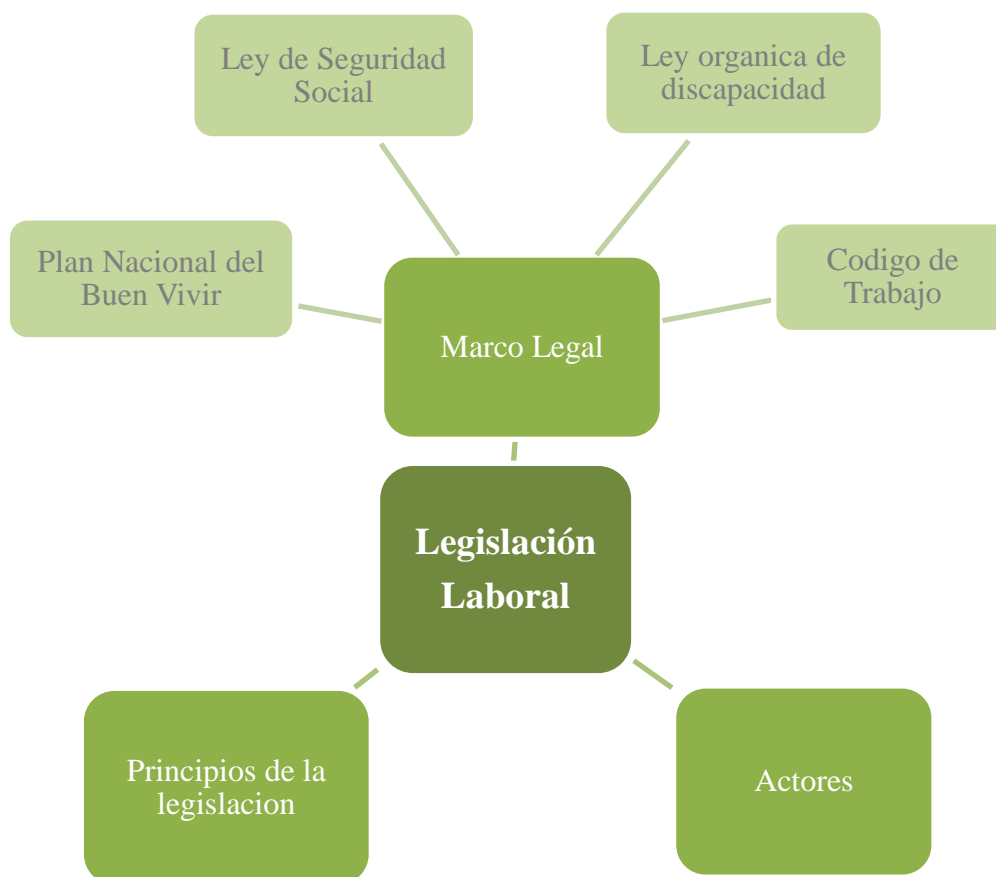 Ley de Seguridad
Social
Ley organica de
discapacidad
Plan Nacional del
Buen Vivir
Codigo de
Trabajo
Marco Legal
Legislación
Laboral
Principios de la
legislacion
Actores